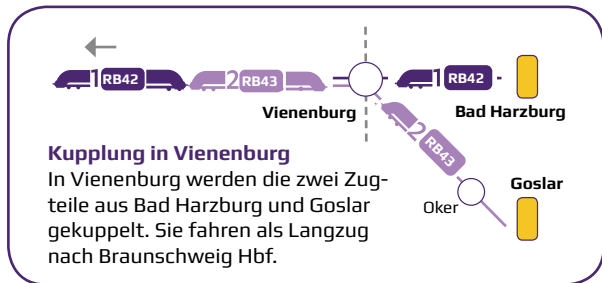 1 RB42 2 RB43 1 RB42
Vienenburg Bad Harzburg
2 RB43
Kupplung in Vienenburg
In Vienenburg werden die zwei Zug-
teile aus Bad Harzburg und Goslar
gekuppelt. Sie fahren als Langzug
nach Braunschweig Hbf.
Goslar
Oker